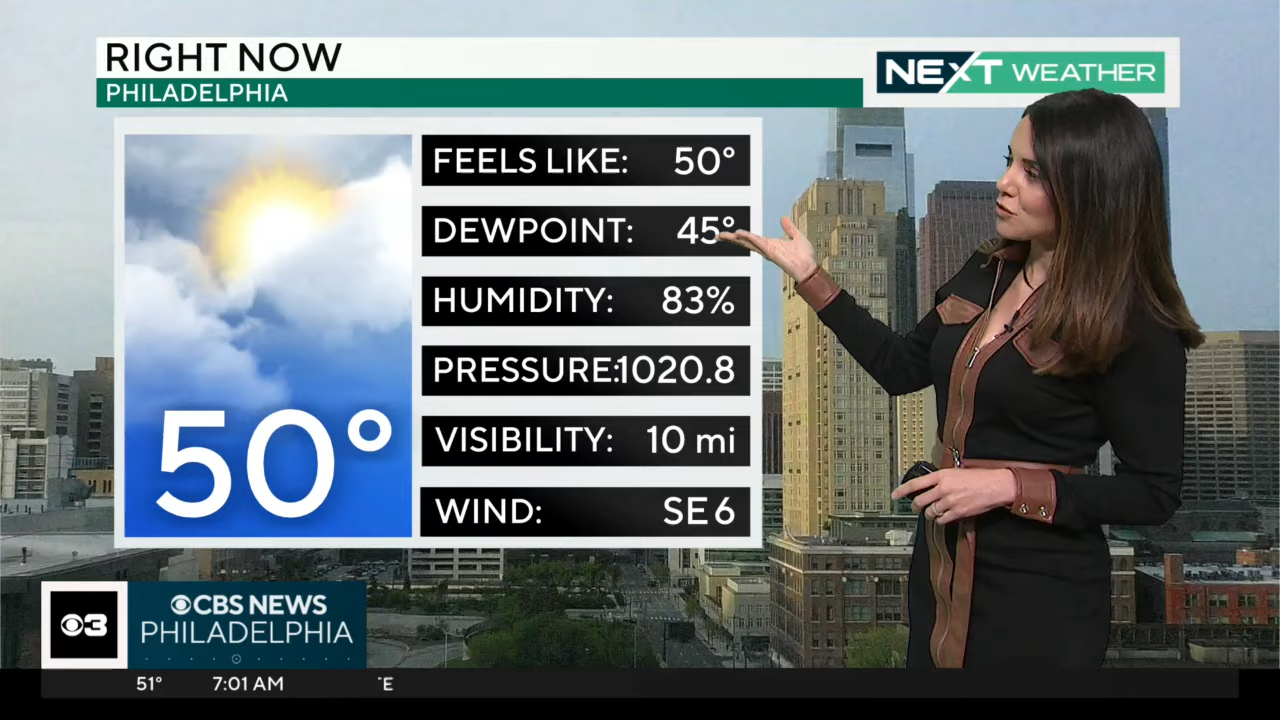 RIGHT NOW
PHILADELPHIA
NEXT WEATHER
FEELS LIKE: 50°
DEWPOINT: 45°
HUMIDITY: 83%
PRESSURE:1020.8
VISIBILITY: 10 mi
WIND: SE 6
50°
3
CBS NEWS
PHILADELPHIA
51° 7:01 AM